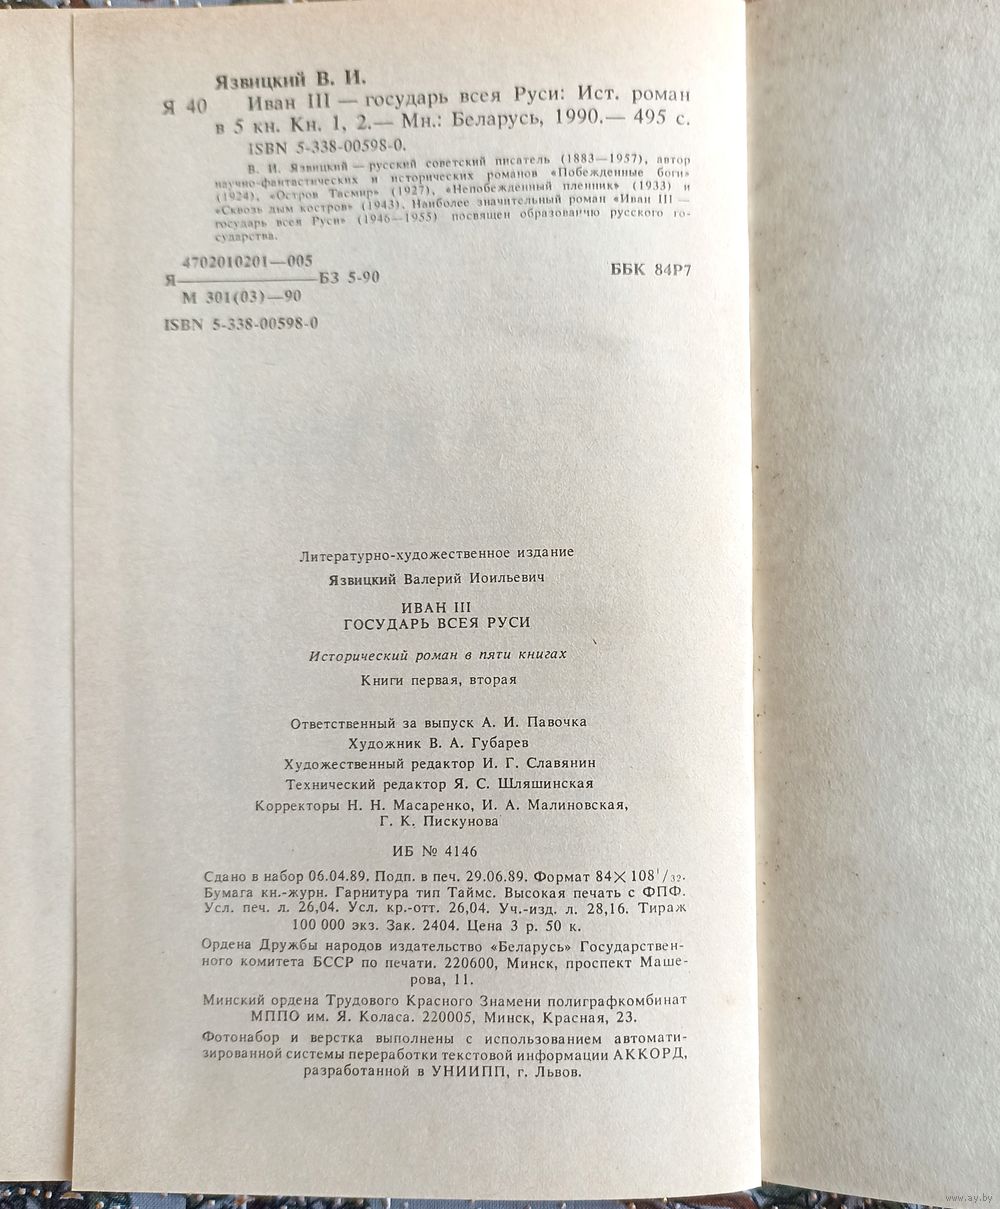 Язвицкий В. И.
Я 40 Иван III — государь всея Руси: Ист. роман
в 5 кн. Кн. 1, 2.— Мн.: Беларусь, 1990.— 495 с.
ISBN 5-338-00598-0.
В. И. Язвицкий — русский советский писатель (1883—1957), автор
научно-фантастических и исторических романов «Побежденные боги»
(1924), «Остров Тасмир» (1927), «Непобежденный пленник» (1933) и
«Сквозь дым костров» (1943). Наиболее значительный роман «Иван III —
государь всея Руси» (1946—1955) посвящен образованию русского го-
сударства.
4702010201—005
Я———————БЗ 5-90
М 301(03)—90
ББК 84Р7
ISBN 5-338-00598-0
Литературно-художественное издание
Язвицкий Валерий Иоильевич
ИВАН III
ГОСУДАРЬ ВСЕЯ РУСИ
Исторический роман в пяти книгах
Книги первая, вторая
Ответственный за выпуск А. И. Павочка
Художник В. А. Губарев
Художественный редактор И. Г. Славянин
Технический редактор Я. С. Шляшинская
Корректоры Н. Н. Масаренко, И. А. Малиновская,
Г. К. Пискунова
ИБ № 4146
Сдано в набор 06.04.89. Подп. в печ. 29.06.89. Формат 84×108¹/₃₂.
Бумага кн.-журн. Гарнитура тип Таймс. Высокая печать с ФПФ.
Усл. печ. л. 26,04. Усл. кр.-отт. 26,04. Уч.-изд. л. 28,16. Тираж
100 000 экз. Зак. 2404. Цена 3 р. 50 к.
Ордена Дружбы народов издательство «Беларусь» Государствен-
ного комитета БССР по печати. 220600, Минск, проспект Маше-
рова, 11.
Минский ордена Трудового Красного Знамени полиграфкомбинат
МППО им. Я. Коласа. 220005, Минск, Красная, 23.
Фотонабор и верстка выполнены с использованием автомати-
зированной системы переработки текстовой информации АККОРД,
разработанной в УНИИПП, г. Львов.
www.ay.by